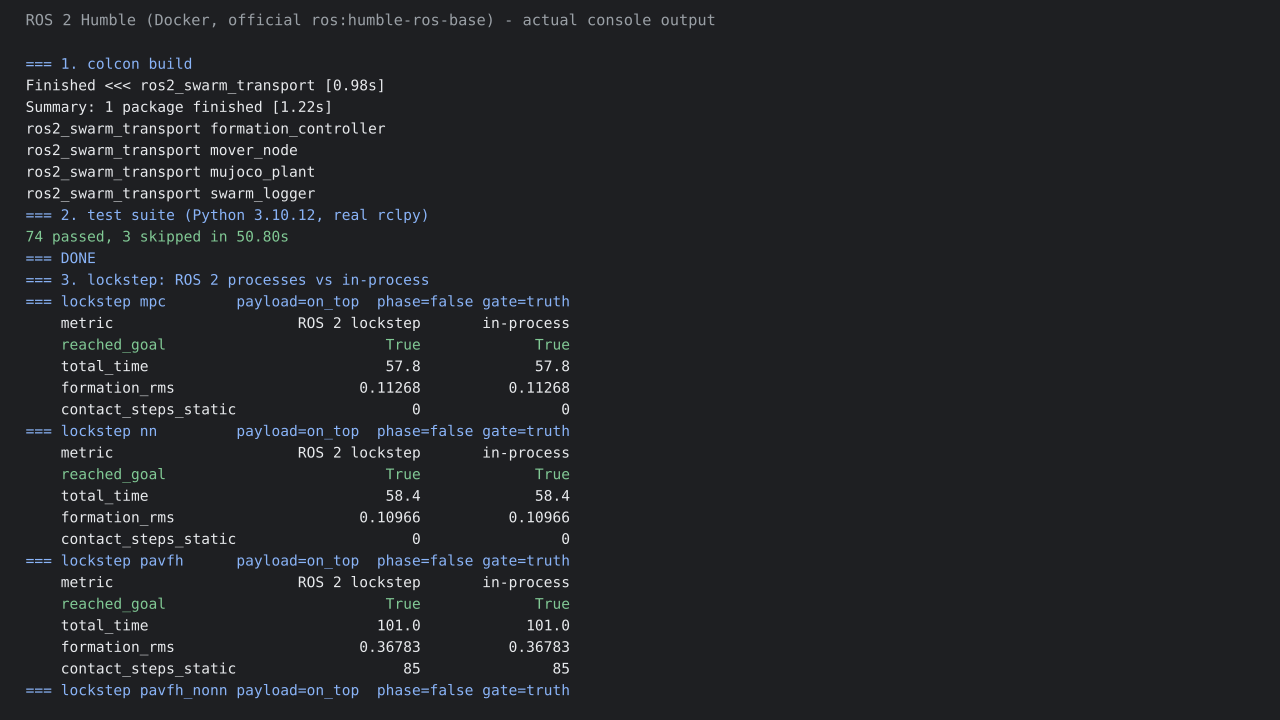 ROS 2 Humble (Docker, official ros:humble-ros-base) - actual console output
=== 1. colcon build
Finished <<< ros2_swarm_transport [0.98s]
Summary: 1 package finished [1.22s]
ros2_swarm_transport formation_controller
ros2_swarm_transport mover_node
ros2_swarm_transport mujoco_plant
ros2_swarm_transport swarm_logger
=== 2. test suite (Python 3.10.12, real rclpy)
74 passed, 3 skipped in 50.80s
=== DONE
=== 3. lockstep: ROS 2 processes vs in-process
=== lockstep mpc        payload=on_top  phase=false gate=truth
    metric                     ROS 2 lockstep       in-process
    reached_goal                         True             True
    total_time                           57.8             57.8
    formation_rms                     0.11268          0.11268
    contact_steps_static                    0                0
=== lockstep nn         payload=on_top  phase=false gate=truth
    metric                     ROS 2 lockstep       in-process
    reached_goal                         True             True
    total_time                           58.4             58.4
    formation_rms                     0.10966          0.10966
    contact_steps_static                    0                0
=== lockstep pavfh      payload=on_top  phase=false gate=truth
    metric                     ROS 2 lockstep       in-process
    reached_goal                         True             True
    total_time                          101.0            101.0
    formation_rms                     0.36783          0.36783
    contact_steps_static                   85               85
=== lockstep pavfh_nonn payload=on_top  phase=false gate=truth